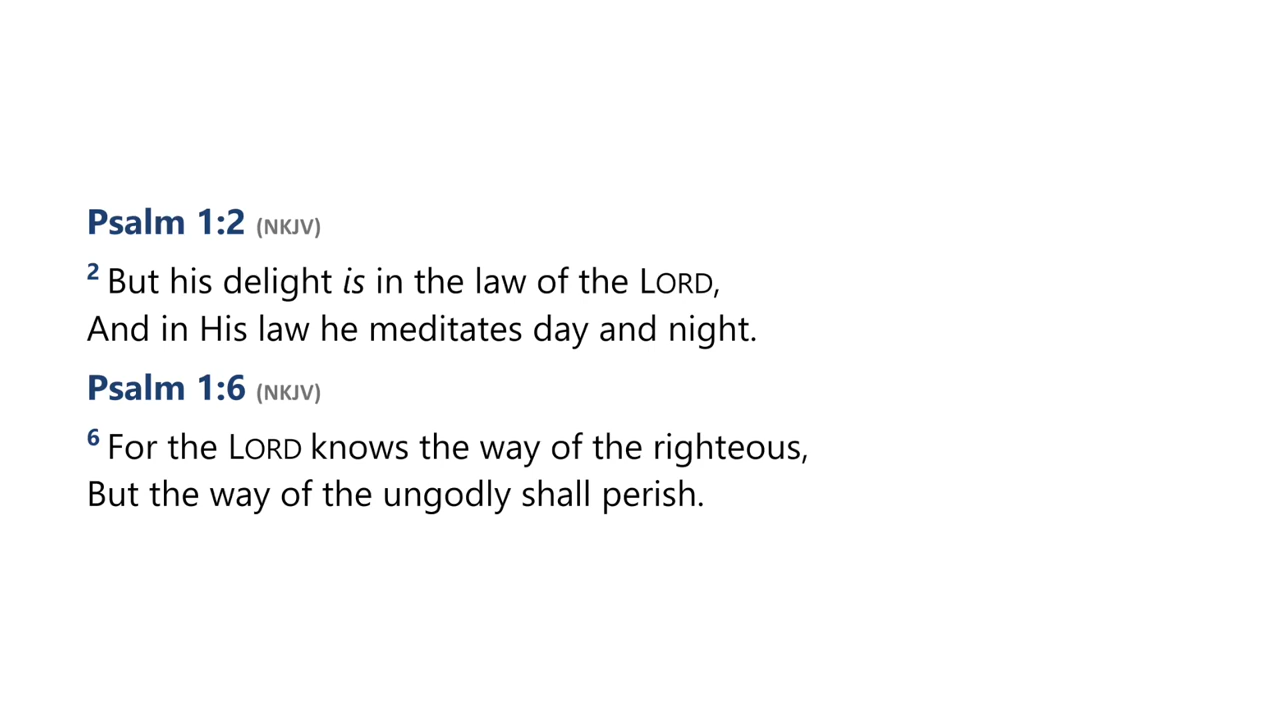 Psalm 1:2 (NKJV)
2 But his delight is in the law of the LORD,
And in His law he meditates day and night.
Psalm 1:6 (NKJV)
6 For the LORD knows the way of the righteous,
But the way of the ungodly shall perish.